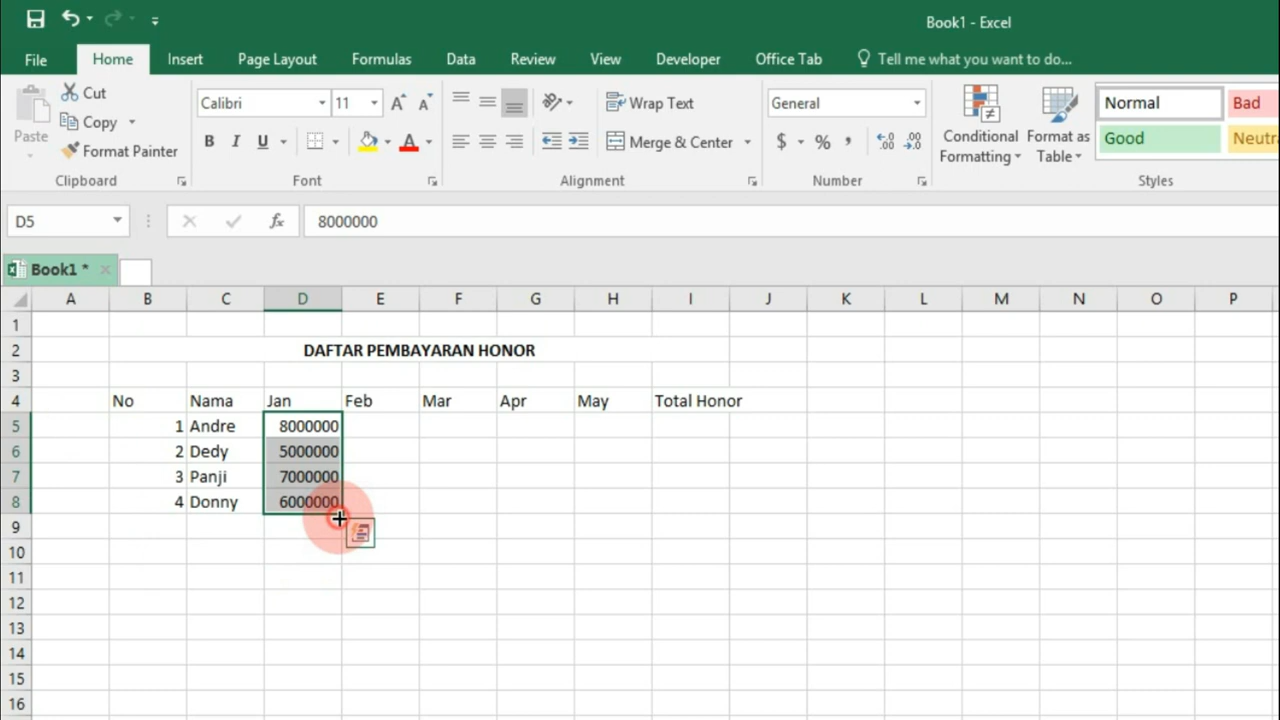 Book1 - Excel
File Home Insert Page Layout Formulas Data Review View Developer Office Tab Tell me what you want to do...
Paste
Cut
Copy
Format Painter
Clipboard
Calibri 11
B I U
Font
Wrap Text
Merge & Center
Alignment
General
$ % ,
Number
Conditional Formatting
Format as Table
Normal Bad
Good
Styles
D5 fx 8000000
Book1 *
A B C D E F G H I J K L M N O P
1
2 DAFTAR PEMBAYARAN HONOR
3
4 No Nama Jan Feb Mar Apr May Total Honor
5 1 Andre 8000000
6 2 Dedy 5000000
7 3 Panji 7000000
8 4 Donny 6000000
9
10
11
12
13
14
15
16